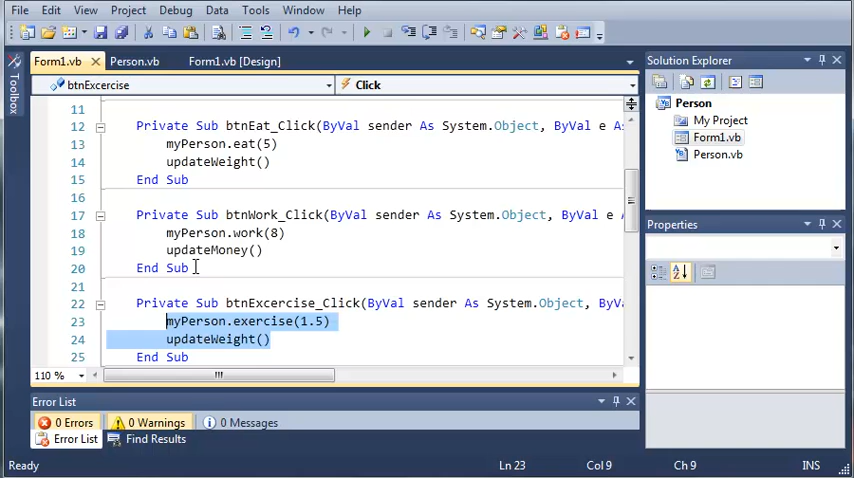 File Edit View Project Debug Data Tools Window Help
Form1.vb Person.vb Form1.vb [Design]
btnExcercise Click
Toolbox
11
12 Private Sub btnEat_Click(ByVal sender As System.Object, ByVal e As
13 myPerson.eat(5)
14 updateWeight()
15 End Sub
16
17 Private Sub btnWork_Click(ByVal sender As System.Object, ByVal e
18 myPerson.work(8)
19 updateMoney()
20 End Sub
21
22 Private Sub btnExcercise_Click(ByVal sender As System.Object, ByV
23 myPerson.exercise(1.5)
24 updateWeight()
25 End Sub
110 %
Solution Explorer
Person
My Project
Form1.vb
Person.vb
Properties
Error List
0 Errors 0 Warnings 0 Messages
Error List Find Results
Ready Ln 23 Col 9 Ch 9 INS